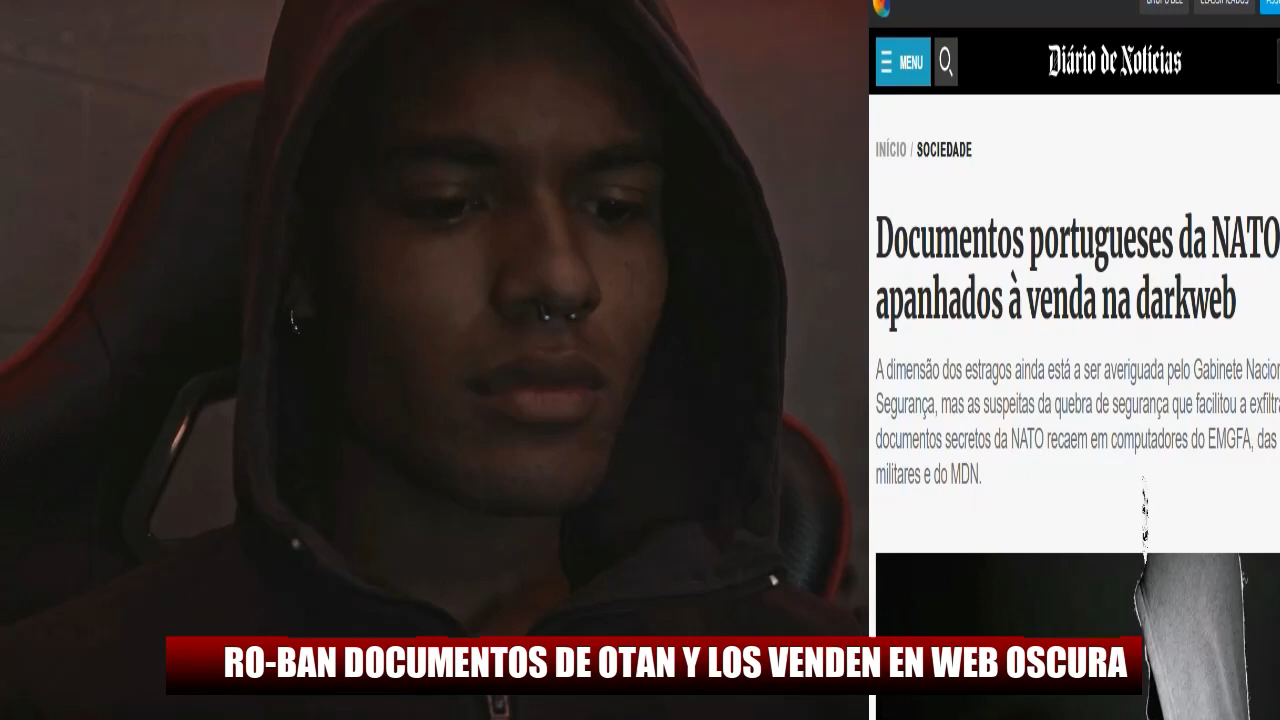 MENU
Diário de Notícias
INÍCIO / SOCIEDADE
Documentos portugueses da NATO
apanhados à venda na darkweb
A dimensão dos estragos ainda está a ser averiguada pelo Gabinete Nacion
Segurança, mas as suspeitas da quebra de segurança que facilitou a exfiltra
documentos secretos da NATO recaem em computadores do EMGFA, das
militares e do MDN.
RO-BAN DOCUMENTOS DE OTAN Y LOS VENDEN EN WEB OSCURA